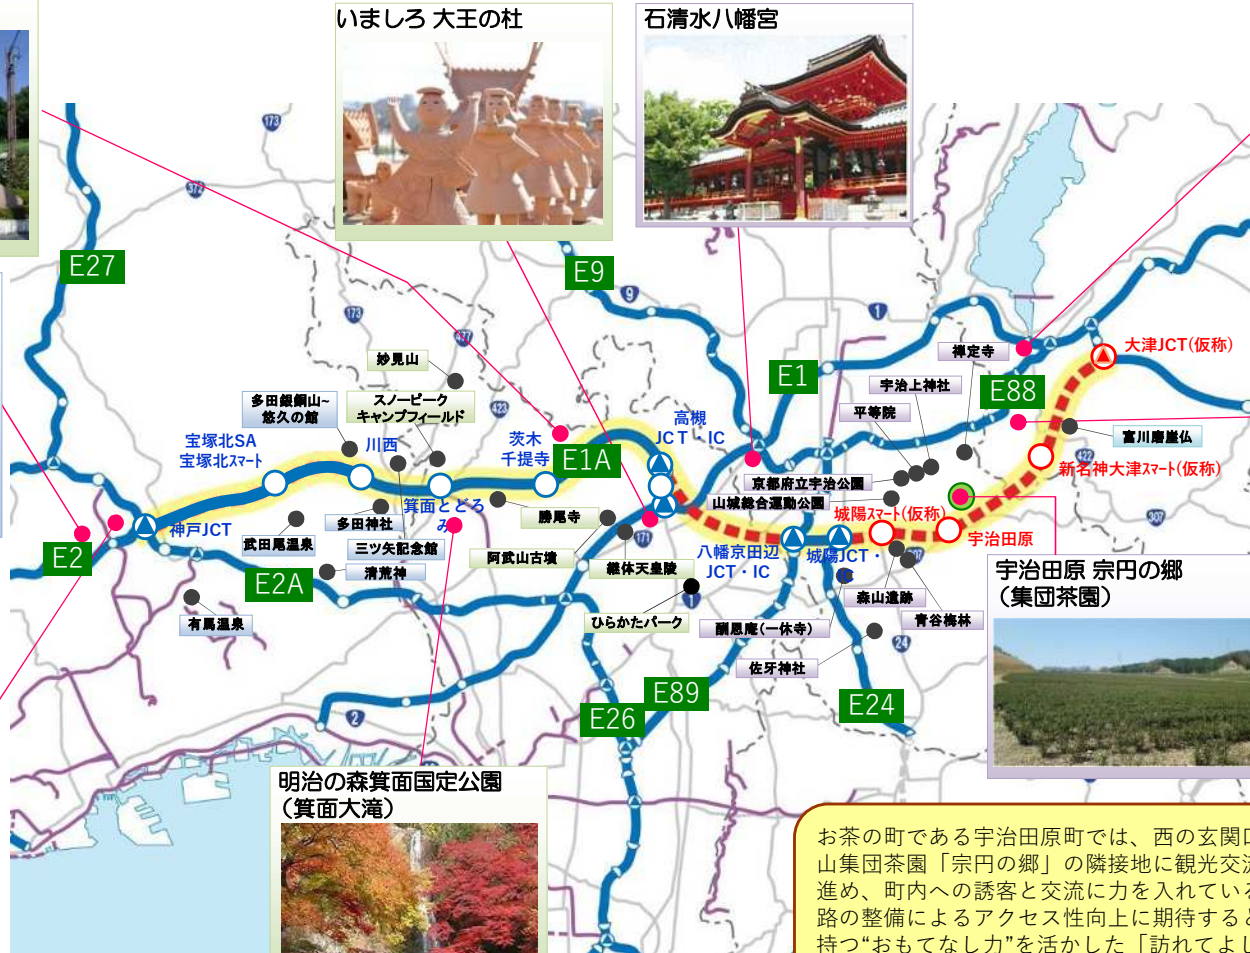 いましろ 大王の杜
石清水八幡宮
173
372
E27
E9
9
173
477
1
妙見山
禅定寺
大津JCT(仮称)
E1
宇治上神社
E88
多田銀銅山~
悠久の館
スノーピーク
キャンプフィールド
423
平等院
高槻
JCT・IC
富川磨崖仏
宝塚北SA
宝塚北スマート
川西
茨木
千提寺
E1A
422
新名神大津スマート(仮称)
京都府立宇治公園
山城総合運動公園
箕面とどろ
み
城陽スマート(仮称)
307
神戸JCT
多田神社
勝尾寺
宇治田原
武田尾温泉
171
E2
三ツ矢記念館
阿武山古墳
継体天皇陵
八幡京田辺
JCT・IC
城陽JCT・
IC
307
清荒神
E2A
宇治田原 宗円の郷
(集団茶園)
1
森山遺跡
有馬温泉
ひらかたパーク
酬恩庵(一休寺)
青谷梅林
24
佐牙神社
E89
E24
2
E26
明治の森箕面国定公園
(箕面大滝)
お茶の町である宇治田原町では、西の玄関口
山集団茶園「宗円の郷」の隣接地に観光交流
進め、町内への誘客と交流に力を入れている
路の整備によるアクセス性向上に期待すると
持つ“おもてなし力”を活かした「訪れてよし